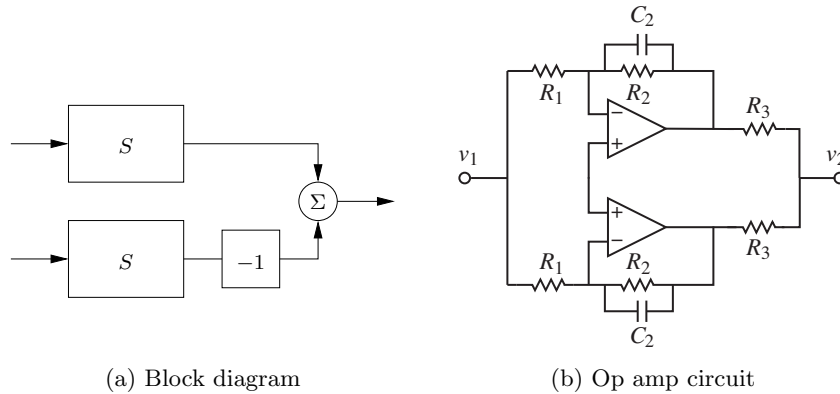 S
Σ
S
−1
(a) Block diagram
C2
R1
R2
R3
−
+
v1
v2
+
−
R1
R2
R3
C2
(b) Op amp circuit